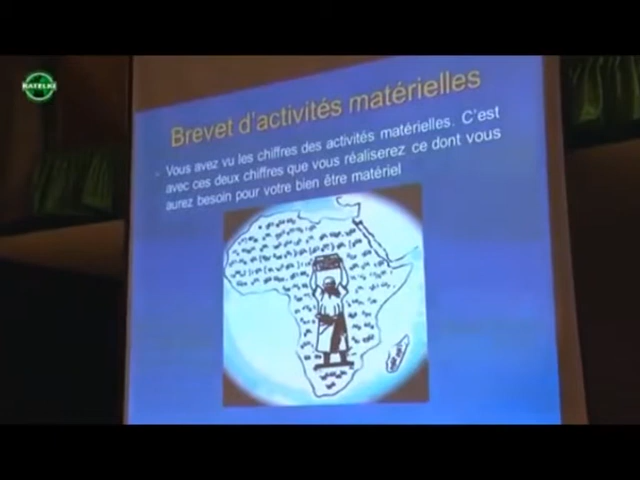 KATELKI
Brevet d'activités matérielles
Vous avez vu les chiffres des activités matérielles. C'est
avec ces deux chiffres que vous réaliserez ce dont vous
aurez besoin pour votre bien être matériel